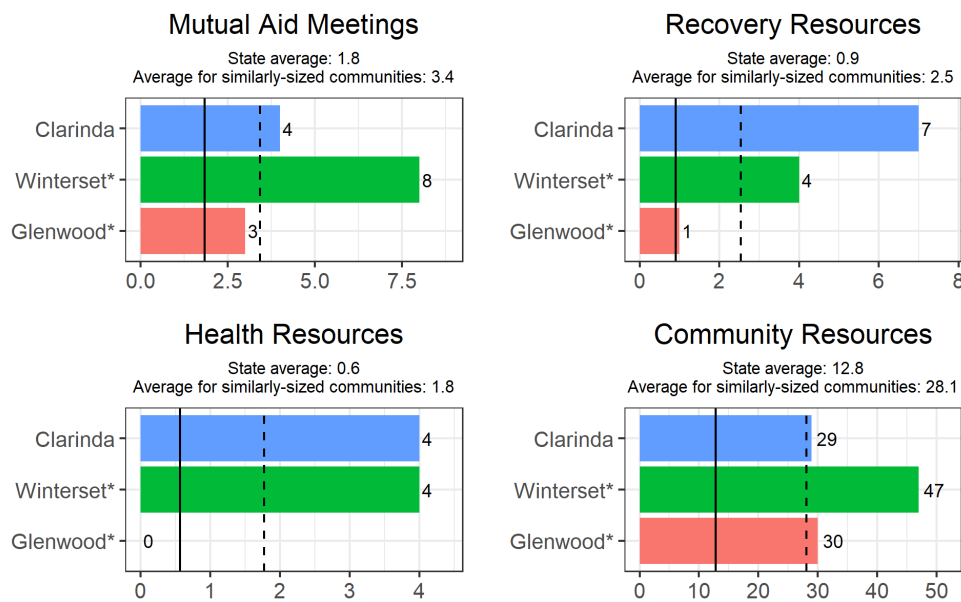 Mutual Aid Meetings
State average: 1.8
Average for similarly-sized communities: 3.4
Clarinda
4
Winterset*
8
Glenwood*
3
0.0 2.5 5.0 7.5
Recovery Resources
State average: 0.9
Average for similarly-sized communities: 2.5
Clarinda
7
Winterset*
4
Glenwood*
1
0 2 4 6 8
Health Resources
State average: 0.6
Average for similarly-sized communities: 1.8
Clarinda
4
Winterset*
4
Glenwood*
0
0 1 2 3 4
Community Resources
State average: 12.8
Average for similarly-sized communities: 28.1
Clarinda
29
Winterset*
47
Glenwood*
30
0 10 20 30 40 50